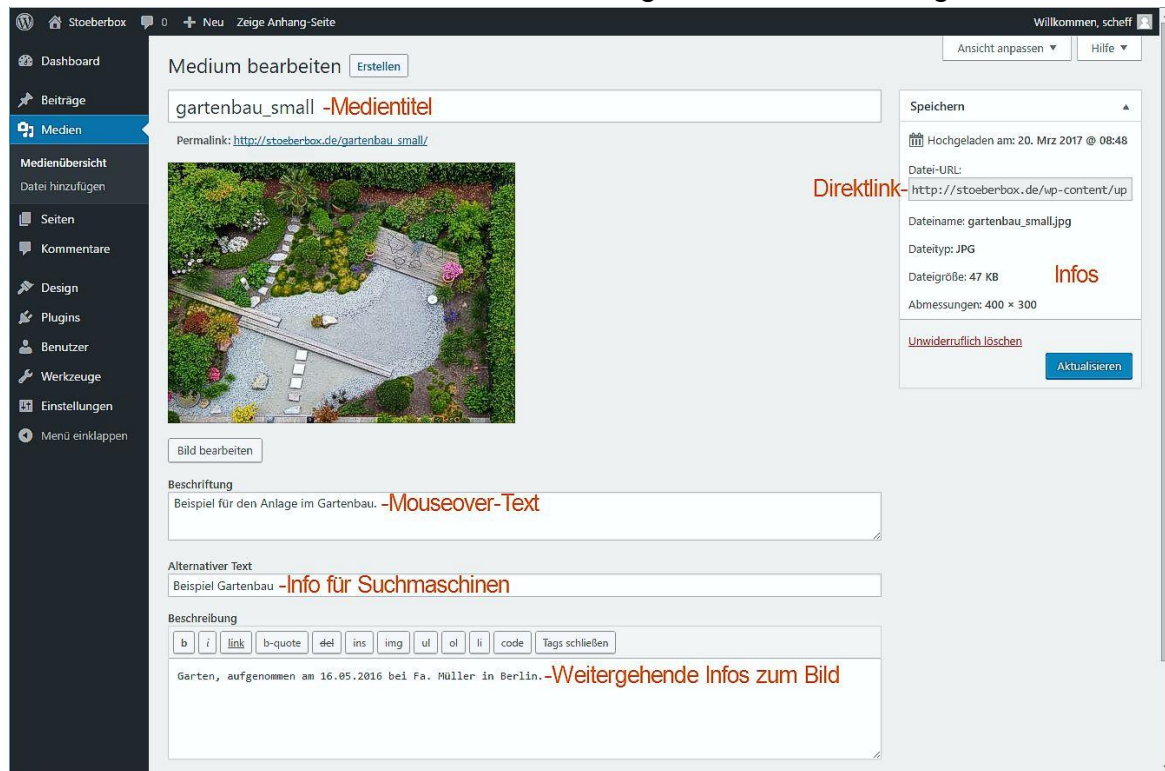 Stoeberbox 0 Neu Zeige Anhang-Seite Willkommen, scheff
Ansicht anpassen Hilfe
Dashboard
Beiträge
Medien
Medienübersicht
Datei hinzufügen
Seiten
Kommentare
Design
Plugins
Benutzer
Werkzeuge
Einstellungen
Menü einklappen
Medium bearbeiten Erstellen
gartenbau_small -Medientitel
Permalink: http://stoeberbox.de/gartenbau_small/
Bild bearbeiten
Beschriftung
Beispiel für den Anlage im Gartenbau. -Mouseover-Text
Alternativer Text
Beispiel Gartenbau -Info für Suchmaschinen
Beschreibung
b i link b-quote del ins img ul ol li code Tags schließen
Garten, aufgenommen am 16.05.2016 bei Fa. Müller in Berlin. -Weitergehende Infos zum Bild
Speichern
Hochgeladen am: 20. Mrz 2017 @ 08:48
Datei-URL:
Direktlink- http://stoeberbox.de/wp-content/up
Dateiname: gartenbau_small.jpg
Dateityp: JPG
Dateigröße: 47 KB Infos
Abmessungen: 400 × 300
Unwiderruflich löschen
Aktualisieren